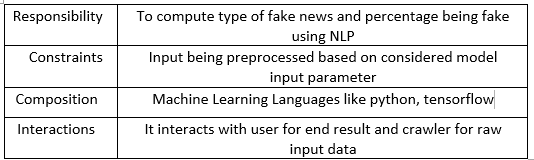 Responsibility To compute type of fake news and percentage being fake
using NLP
Constraints Input being preprocessed based on considered model
input parameter
Composition Machine Learning Languages like python, tensorflow
Interactions It interacts with user for end result and crawler for raw
input data